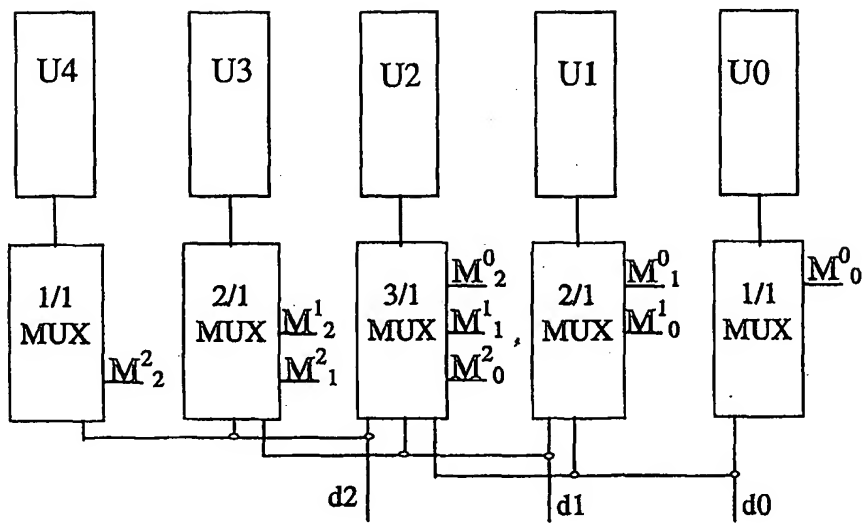 U4 U3 U2 U1 U0
1/1 MUX M²₂
2/1 MUX M¹₂ M²₁
3/1 MUX M⁰₂ M¹₁ M²₀
2/1 MUX M⁰₁ M¹₀
1/1 MUX M⁰₀
d2 d1 d0